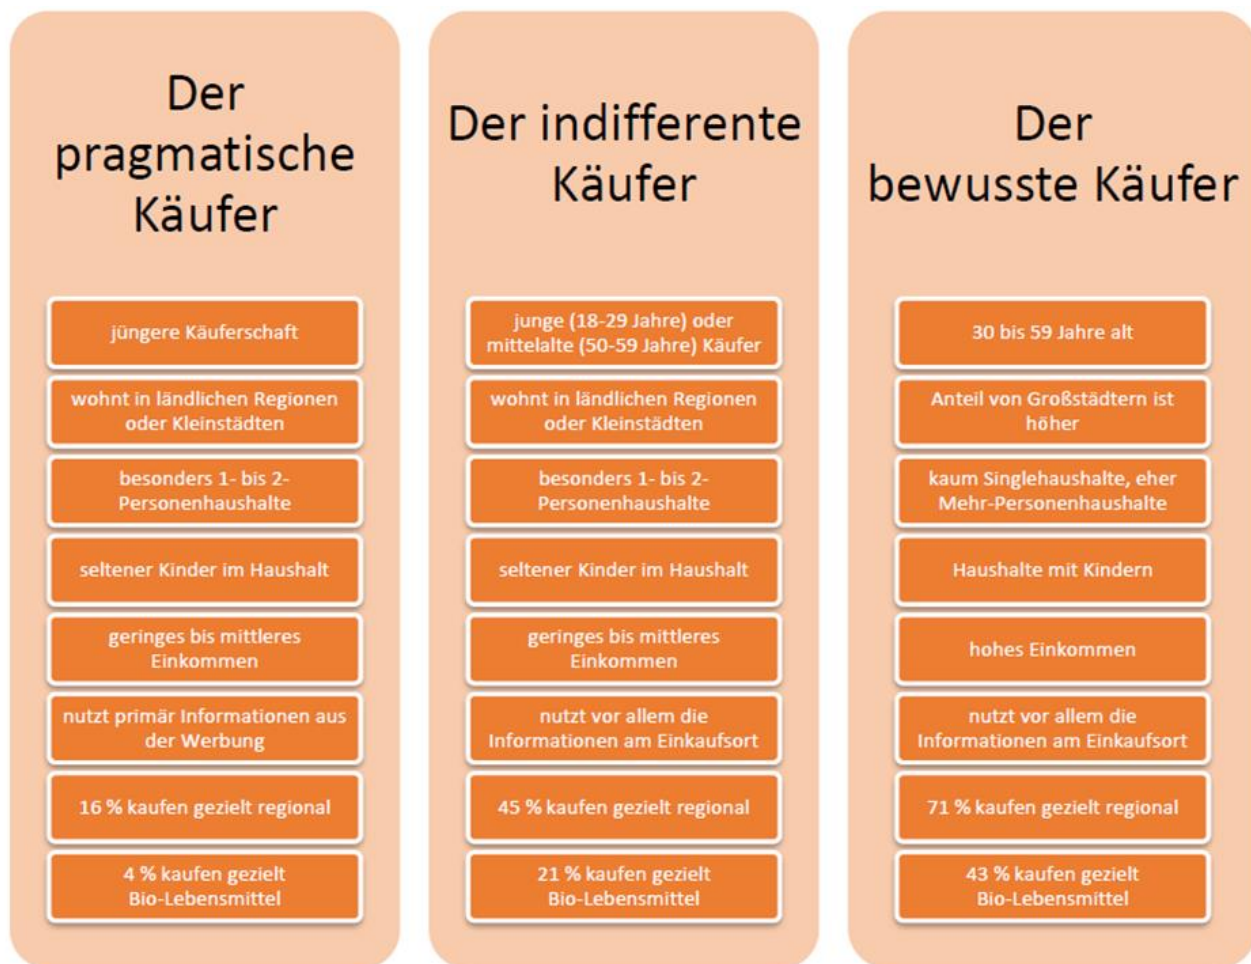 Der
pragmatische
Käufer
jüngere Käuferschaft
wohnt in ländlichen Regionen
oder Kleinstädten
besonders 1- bis 2-
Personenhaushalte
seltener Kinder im Haushalt
geringes bis mittleres
Einkommen
nutzt primär Informationen aus
der Werbung
16 % kaufen gezielt regional
4 % kaufen gezielt
Bio-Lebensmittel
Der indifferente
Käufer
junge (18-29 Jahre) oder
mittelalte (50-59 Jahre) Käufer
wohnt in ländlichen Regionen
oder Kleinstädten
besonders 1- bis 2-
Personenhaushalte
seltener Kinder im Haushalt
geringes bis mittleres
Einkommen
nutzt vor allem die
Informationen am Einkaufsort
45 % kaufen gezielt regional
21 % kaufen gezielt
Bio-Lebensmittel
Der
bewusste Käufer
30 bis 59 Jahre alt
Anteil von Großstädtern ist
höher
kaum Singlehaushalte, eher
Mehr-Personenhaushalte
Haushalte mit Kindern
hohes Einkommen
nutzt vor allem die
Informationen am Einkaufsort
71 % kaufen gezielt regional
43 % kaufen gezielt
Bio-Lebensmittel